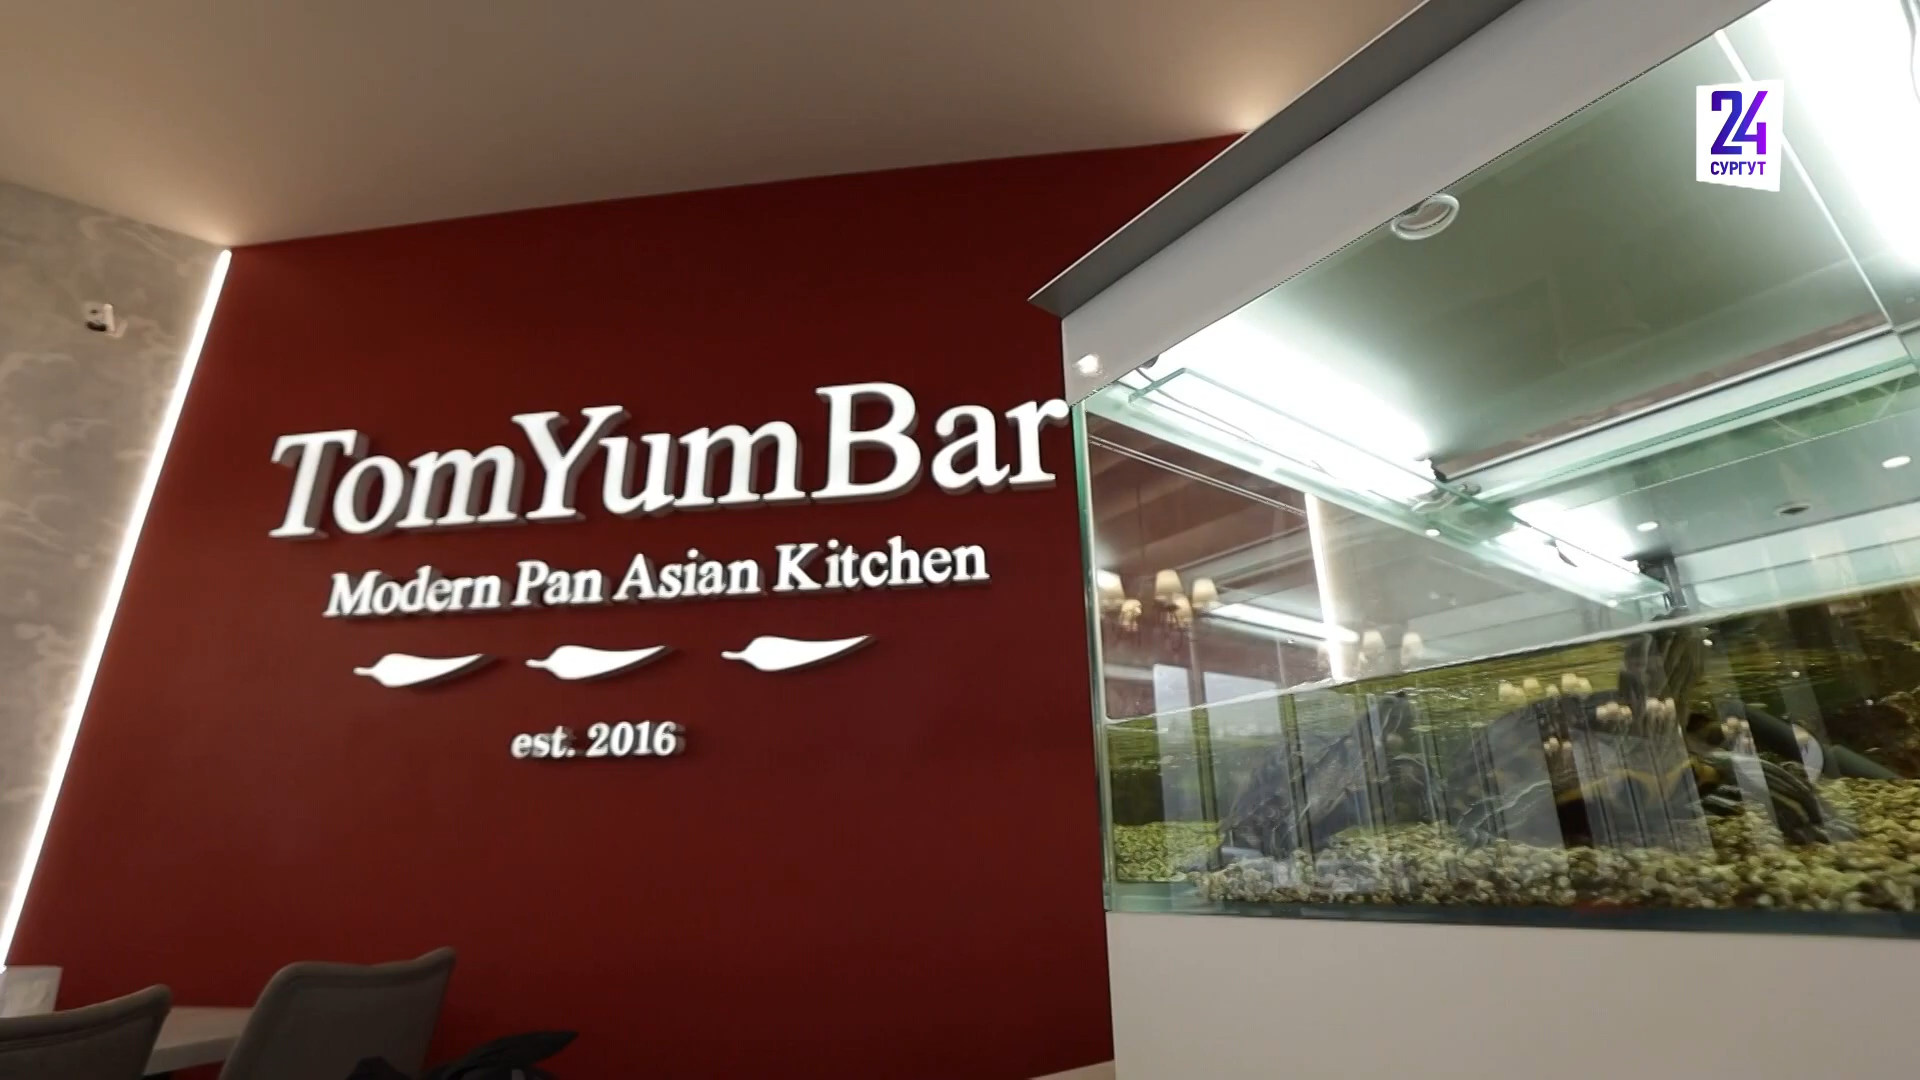 TomYumBar
Modern Pan Asian Kitchen
est. 2016
24
СУРГУТ